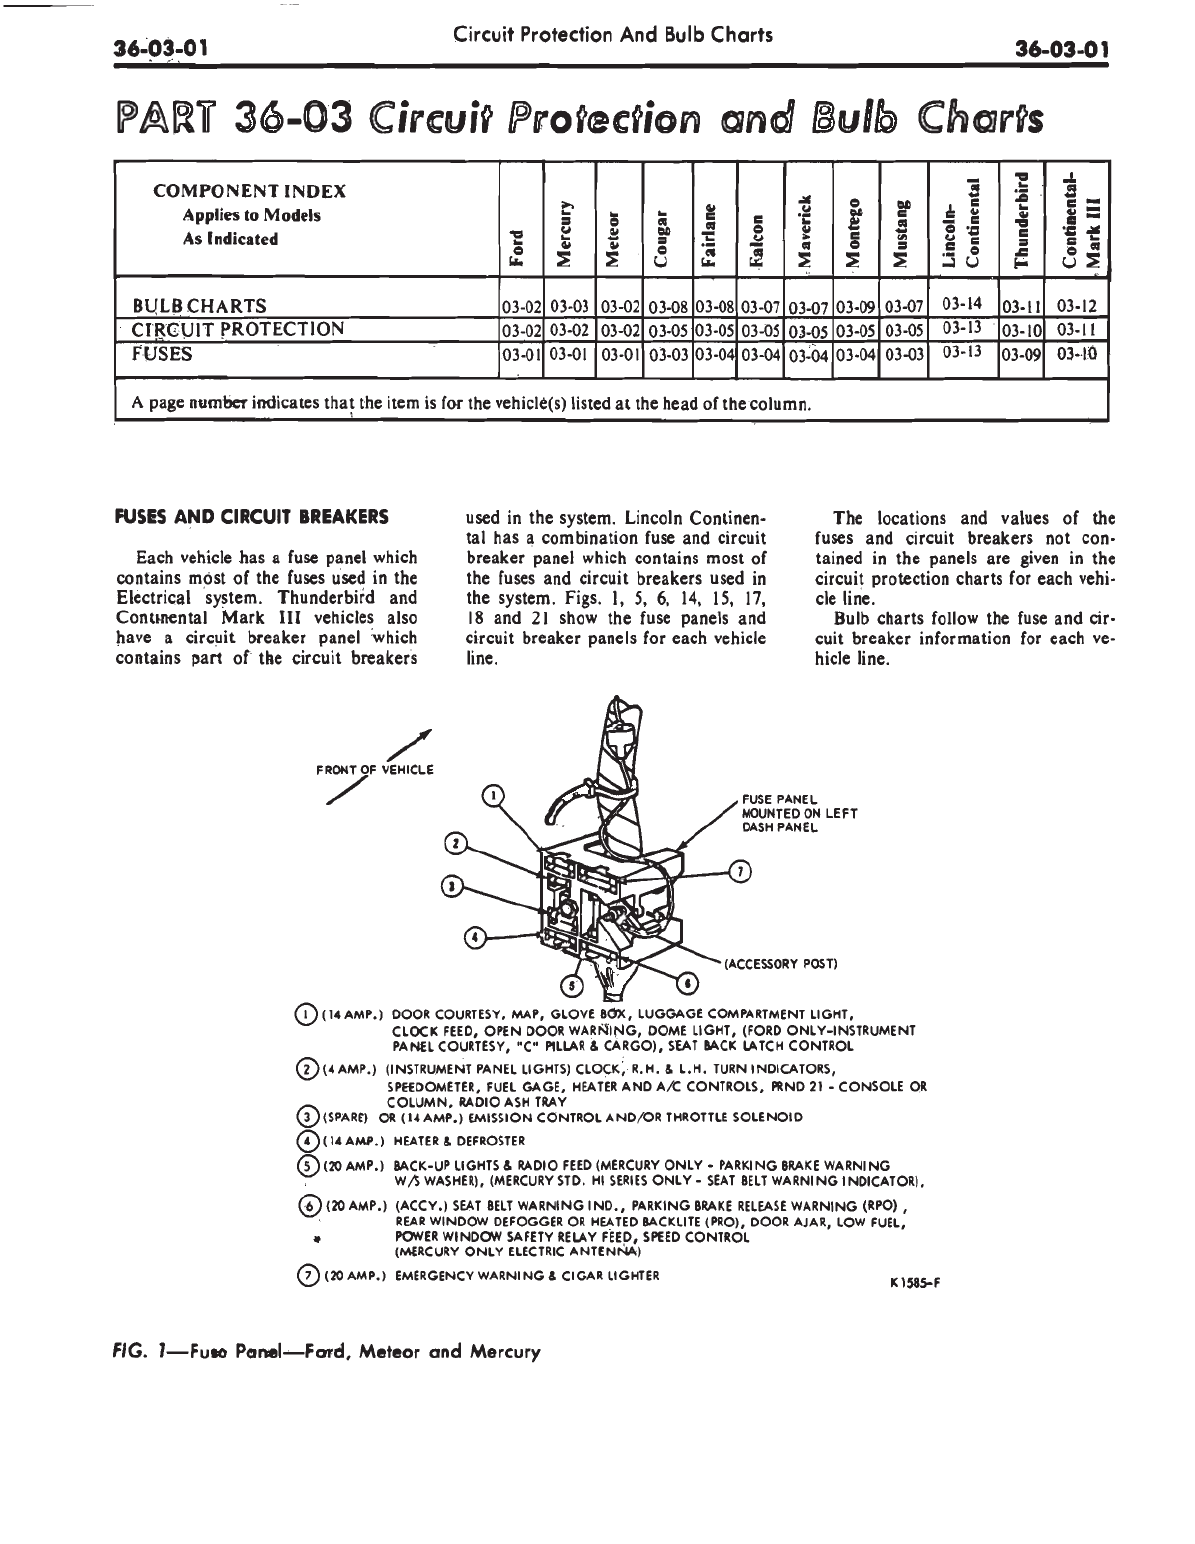 36-03-01
Circuit Protection And Bulb Charts
36-03-01
PART 36-03 Circuit Protection and Bulb Charts
COMPONENT INDEX
Applies to Models
As Indicated
Ford
Mercury
Meteor
Cougar
Fairlane
Falcon
Maverick
Montego
Mustang
Lincoln-
Continental
Thunderbird
Continental-
Mark III
BULB CHARTS 03-02 03-03 03-02 03-08 03-08 03-07 03-07 03-09 03-07 03-14 03-11 03-12
CIRCUIT PROTECTION 03-02 03-02 03-02 03-05 03-05 03-05 03-05 03-05 03-05 03-13 03-10 03-11
FUSES 03-01 03-01 03-01 03-03 03-04 03-04 03-04 03-04 03-03 03-13 03-09 03-10
A page number indicates that the item is for the vehicle(s) listed at the head of the column.
FUSES AND CIRCUIT BREAKERS
Each vehicle has a fuse panel which
contains most of the fuses used in the
Electrical system. Thunderbird and
Continental Mark III vehicles also
have a circuit breaker panel which
contains part of the circuit breakers
used in the system. Lincoln Continen-
tal has a combination fuse and circuit
breaker panel which contains most of
the fuses and circuit breakers used in
the system. Figs. 1, 5, 6, 14, 15, 17,
18 and 21 show the fuse panels and
circuit breaker panels for each vehicle
line.
The locations and values of the
fuses and circuit breakers not con-
tained in the panels are given in the
circuit protection charts for each vehi-
cle line.
Bulb charts follow the fuse and cir-
cuit breaker information for each ve-
hicle line.
FRONT OF VEHICLE
1
2
3
4
5
6
7
FUSE PANEL
MOUNTED ON LEFT
DASH PANEL
(ACCESSORY POST)
1 (14 AMP.) DOOR COURTESY, MAP, GLOVE BOX, LUGGAGE COMPARTMENT LIGHT,
CLOCK FEED, OPEN DOOR WARNING, DOME LIGHT, (FORD ONLY-INSTRUMENT
PANEL COURTESY, "C" PILLAR & CARGO), SEAT BACK LATCH CONTROL
2 (4 AMP.) (INSTRUMENT PANEL LIGHTS) CLOCK, R.H. & L.H. TURN INDICATORS,
SPEEDOMETER, FUEL GAGE, HEATER AND A/C CONTROLS, PRND 21 - CONSOLE OR
COLUMN, RADIO ASH TRAY
3 (SPARE) OR (14 AMP.) EMISSION CONTROL AND/OR THROTTLE SOLENOID
4 (14 AMP.) HEATER & DEFROSTER
5 (20 AMP.) BACK-UP LIGHTS & RADIO FEED (MERCURY ONLY - PARKING BRAKE WARNING
W/S WASHER), (MERCURY STD. HI SERIES ONLY - SEAT BELT WARNING INDICATOR),
6 (20 AMP.) (ACCY.) SEAT BELT WARNING IND., PARKING BRAKE RELEASE WARNING (RPO) ,
REAR WINDOW DEFOGGER OR HEATED BACKLITE (PRO), DOOR AJAR, LOW FUEL,
* POWER WINDOW SAFETY RELAY FEED, SPEED CONTROL
(MERCURY ONLY ELECTRIC ANTENNA)
7 (20 AMP.) EMERGENCY WARNING & CIGAR LIGHTER
K1585-F
FIG. 1—Fuse Panel—Ford, Meteor and Mercury